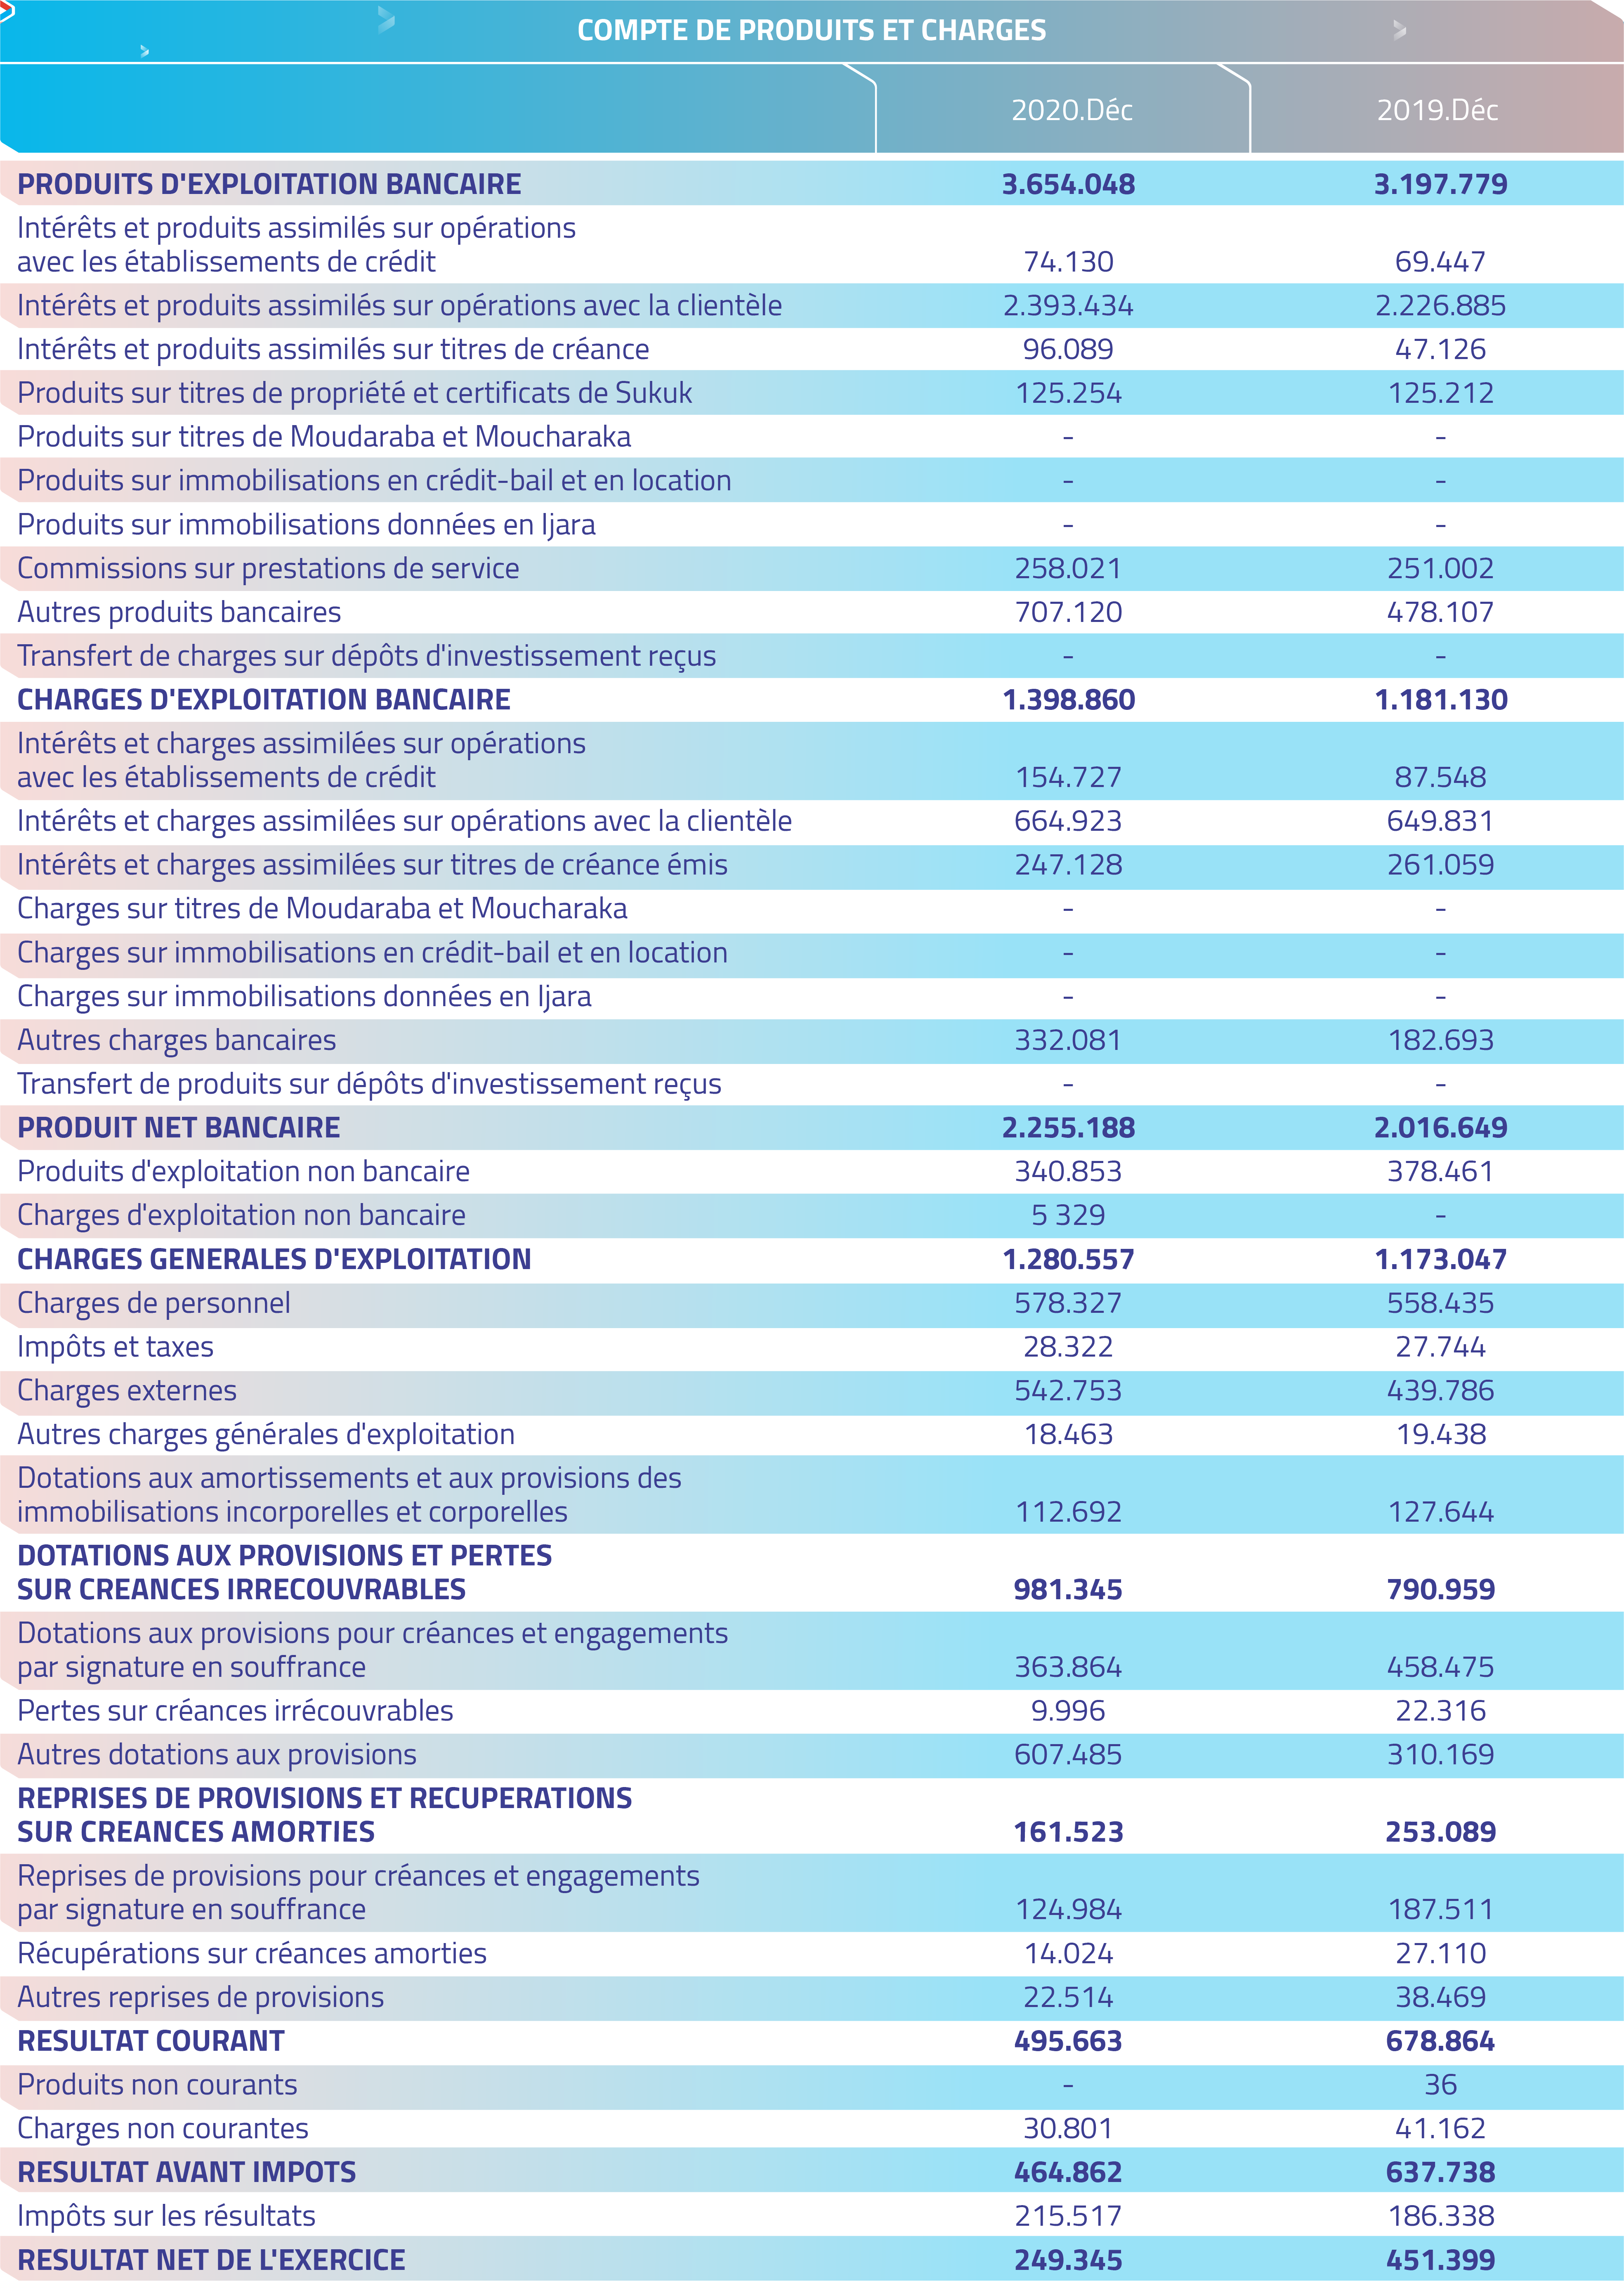 COMPTE DE PRODUITS ET CHARGES
2020.Déc 2019.Déc
PRODUITS D'EXPLOITATION BANCAIRE 3.654.048 3.197.779
Intérêts et produits assimilés sur opérations
avec les établissements de crédit 74.130 69.447
Intérêts et produits assimilés sur opérations avec la clientèle 2.393.434 2.226.885
Intérêts et produits assimilés sur titres de créance 96.089 47.126
Produits sur titres de propriété et certificats de Sukuk 125.254 125.212
Produits sur titres de Moudaraba et Moucharaka - -
Produits sur immobilisations en crédit-bail et en location - -
Produits sur immobilisations données en Ijara - -
Commissions sur prestations de service 258.021 251.002
Autres produits bancaires 707.120 478.107
Transfert de charges sur dépôts d'investissement reçus - -
CHARGES D'EXPLOITATION BANCAIRE 1.398.860 1.181.130
Intérêts et charges assimilées sur opérations
avec les établissements de crédit 154.727 87.548
Intérêts et charges assimilées sur opérations avec la clientèle 664.923 649.831
Intérêts et charges assimilées sur titres de créance émis 247.128 261.059
Charges sur titres de Moudaraba et Moucharaka - -
Charges sur immobilisations en crédit-bail et en location - -
Charges sur immobilisations données en Ijara - -
Autres charges bancaires 332.081 182.693
Transfert de produits sur dépôts d'investissement reçus - -
PRODUIT NET BANCAIRE 2.255.188 2.016.649
Produits d'exploitation non bancaire 340.853 378.461
Charges d'exploitation non bancaire 5 329 -
CHARGES GENERALES D'EXPLOITATION 1.280.557 1.173.047
Charges de personnel 578.327 558.435
Impôts et taxes 28.322 27.744
Charges externes 542.753 439.786
Autres charges générales d'exploitation 18.463 19.438
Dotations aux amortissements et aux provisions des
immobilisations incorporelles et corporelles 112.692 127.644
DOTATIONS AUX PROVISIONS ET PERTES
SUR CREANCES IRRECOUVRABLES 981.345 790.959
Dotations aux provisions pour créances et engagements
par signature en souffrance 363.864 458.475
Pertes sur créances irrécouvrables 9.996 22.316
Autres dotations aux provisions 607.485 310.169
REPRISES DE PROVISIONS ET RECUPERATIONS
SUR CREANCES AMORTIES 161.523 253.089
Reprises de provisions pour créances et engagements
par signature en souffrance 124.984 187.511
Récupérations sur créances amorties 14.024 27.110
Autres reprises de provisions 22.514 38.469
RESULTAT COURANT 495.663 678.864
Produits non courants - 36
Charges non courantes 30.801 41.162
RESULTAT AVANT IMPOTS 464.862 637.738
Impôts sur les résultats 215.517 186.338
RESULTAT NET DE L'EXERCICE 249.345 451.399